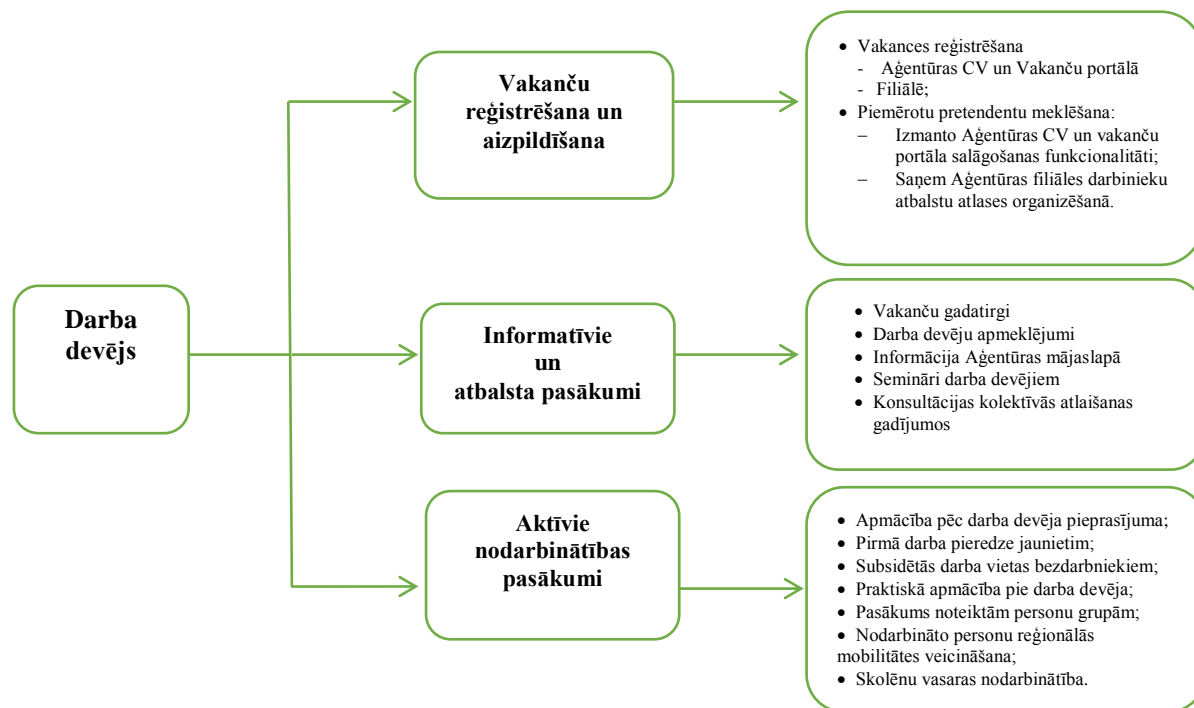 Darba
devējs
Vakanču
reģistrēšana un
aizpildīšana
• Vakances reģistrēšana
- Aģentūras CV un Vakanču portālā
- Filiālē;
• Piemērotu pretendentu meklēšana:
– Izmanto Aģentūras CV un vakanču
portāla salāgošanas funkcionalitāti;
– Saņem Aģentūras filiāles darbinieku
atbalstu atlases organizēšanā.
Informatīvie
un
atbalsta pasākumi
• Vakanču gadatirgi
• Darba devēju apmeklējumi
• Informācija Aģentūras mājaslapā
• Semināri darba devējiem
• Konsultācijas kolektīvās atlaišanas
gadījumos
Aktīvie
nodarbinātības
pasākumi
• Apmācība pēc darba devēja pieprasījuma;
• Pirmā darba pieredze jaunietim;
• Subsidētās darba vietas bezdarbniekiem;
• Praktiskā apmācība pie darba devēja;
• Pasākums noteiktām personu grupām;
• Nodarbināto personu reģionālās
mobilitātes veicināšana;
• Skolēnu vasaras nodarbinātība.